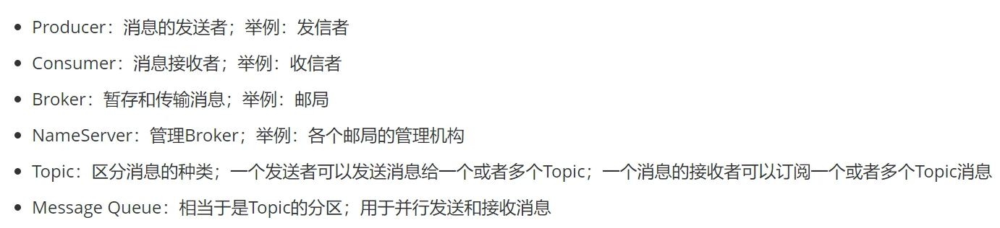 • Producer：消息的发送者；举例：发信者
• Consumer：消息接收者；举例：收信者
• Broker：暂存和传输消息；举例：邮局
• NameServer：管理Broker；举例：各个邮局的管理机构
• Topic：区分消息的种类；一个发送者可以发送消息给一个或者多个Topic；一个消息的接收者可以订阅一个或者多个Topic消息
• Message Queue：相当于是Topic的分区；用于并行发送和接收消息